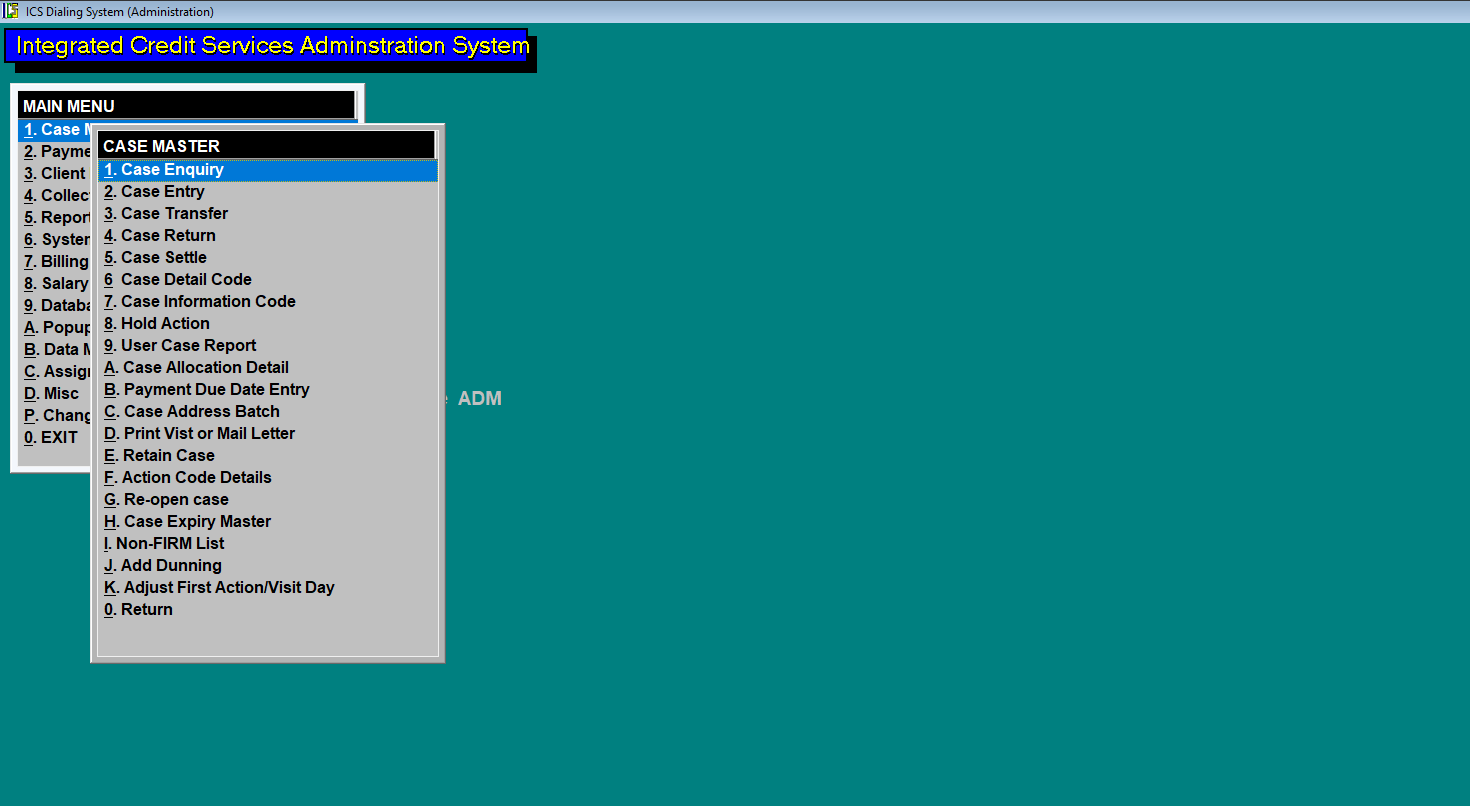 ICS Dialing System (Administration)
Integrated Credit Services Adminstration System
MAIN MENU
1. Case
2. Payme
3. Client
4. Collec
5. Report
6. System
7. Billing
8. Salary
9. Databa
A. Popup
B. Data M
C. Assign
D. Misc
P. Chang
0. EXIT
CASE MASTER
1. Case Enquiry
2. Case Entry
3. Case Transfer
4. Case Return
5. Case Settle
6 Case Detail Code
7. Case Information Code
8. Hold Action
9. User Case Report
A. Case Allocation Detail
B. Payment Due Date Entry
C. Case Address Batch
D. Print Vist or Mail Letter
E. Retain Case
F. Action Code Details
G. Re-open case
H. Case Expiry Master
I. Non-FIRM List
J. Add Dunning
K. Adjust First Action/Visit Day
0. Return
ADM